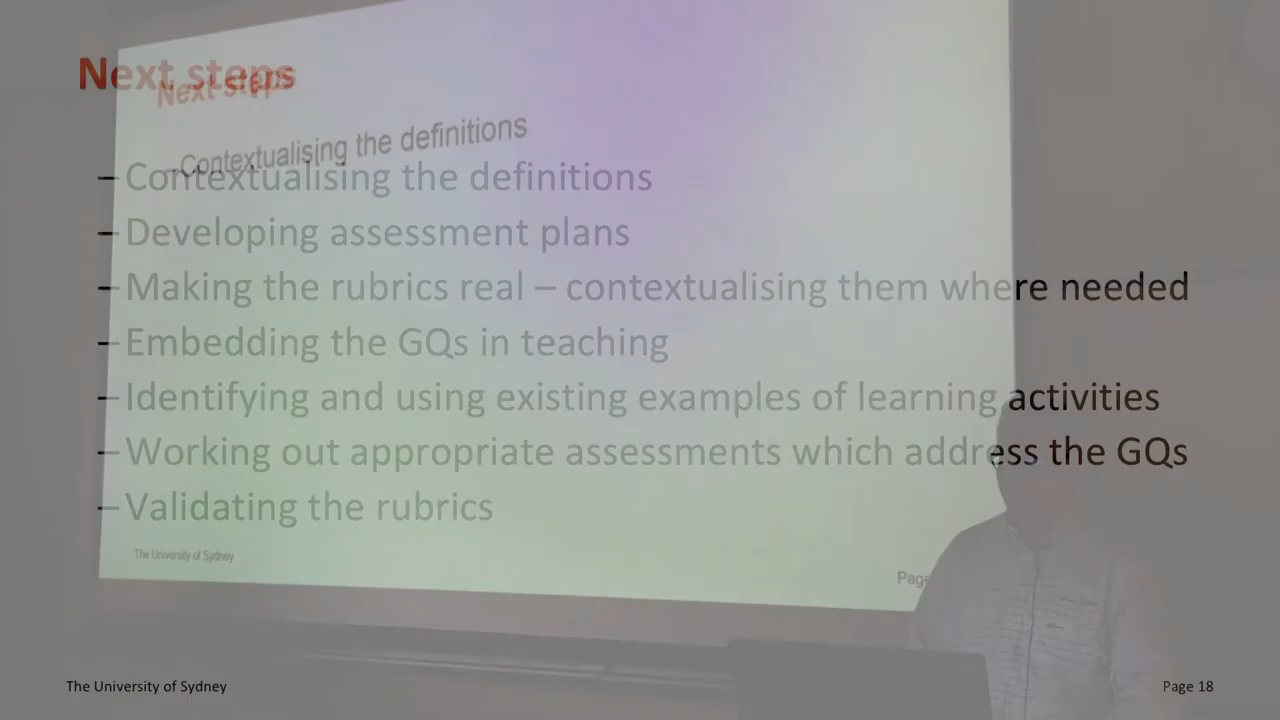 Next steps
Next steps
– Contextualising the definitions
– Contextualising the definitions
– Developing assessment plans
– Making the rubrics real – contextualising them where needed
– Embedding the GQs in teaching
– Identifying and using existing examples of learning activities
– Working out appropriate assessments which address the GQs
– Validating the rubrics
The University of Sydney
Page
The University of Sydney
Page 18